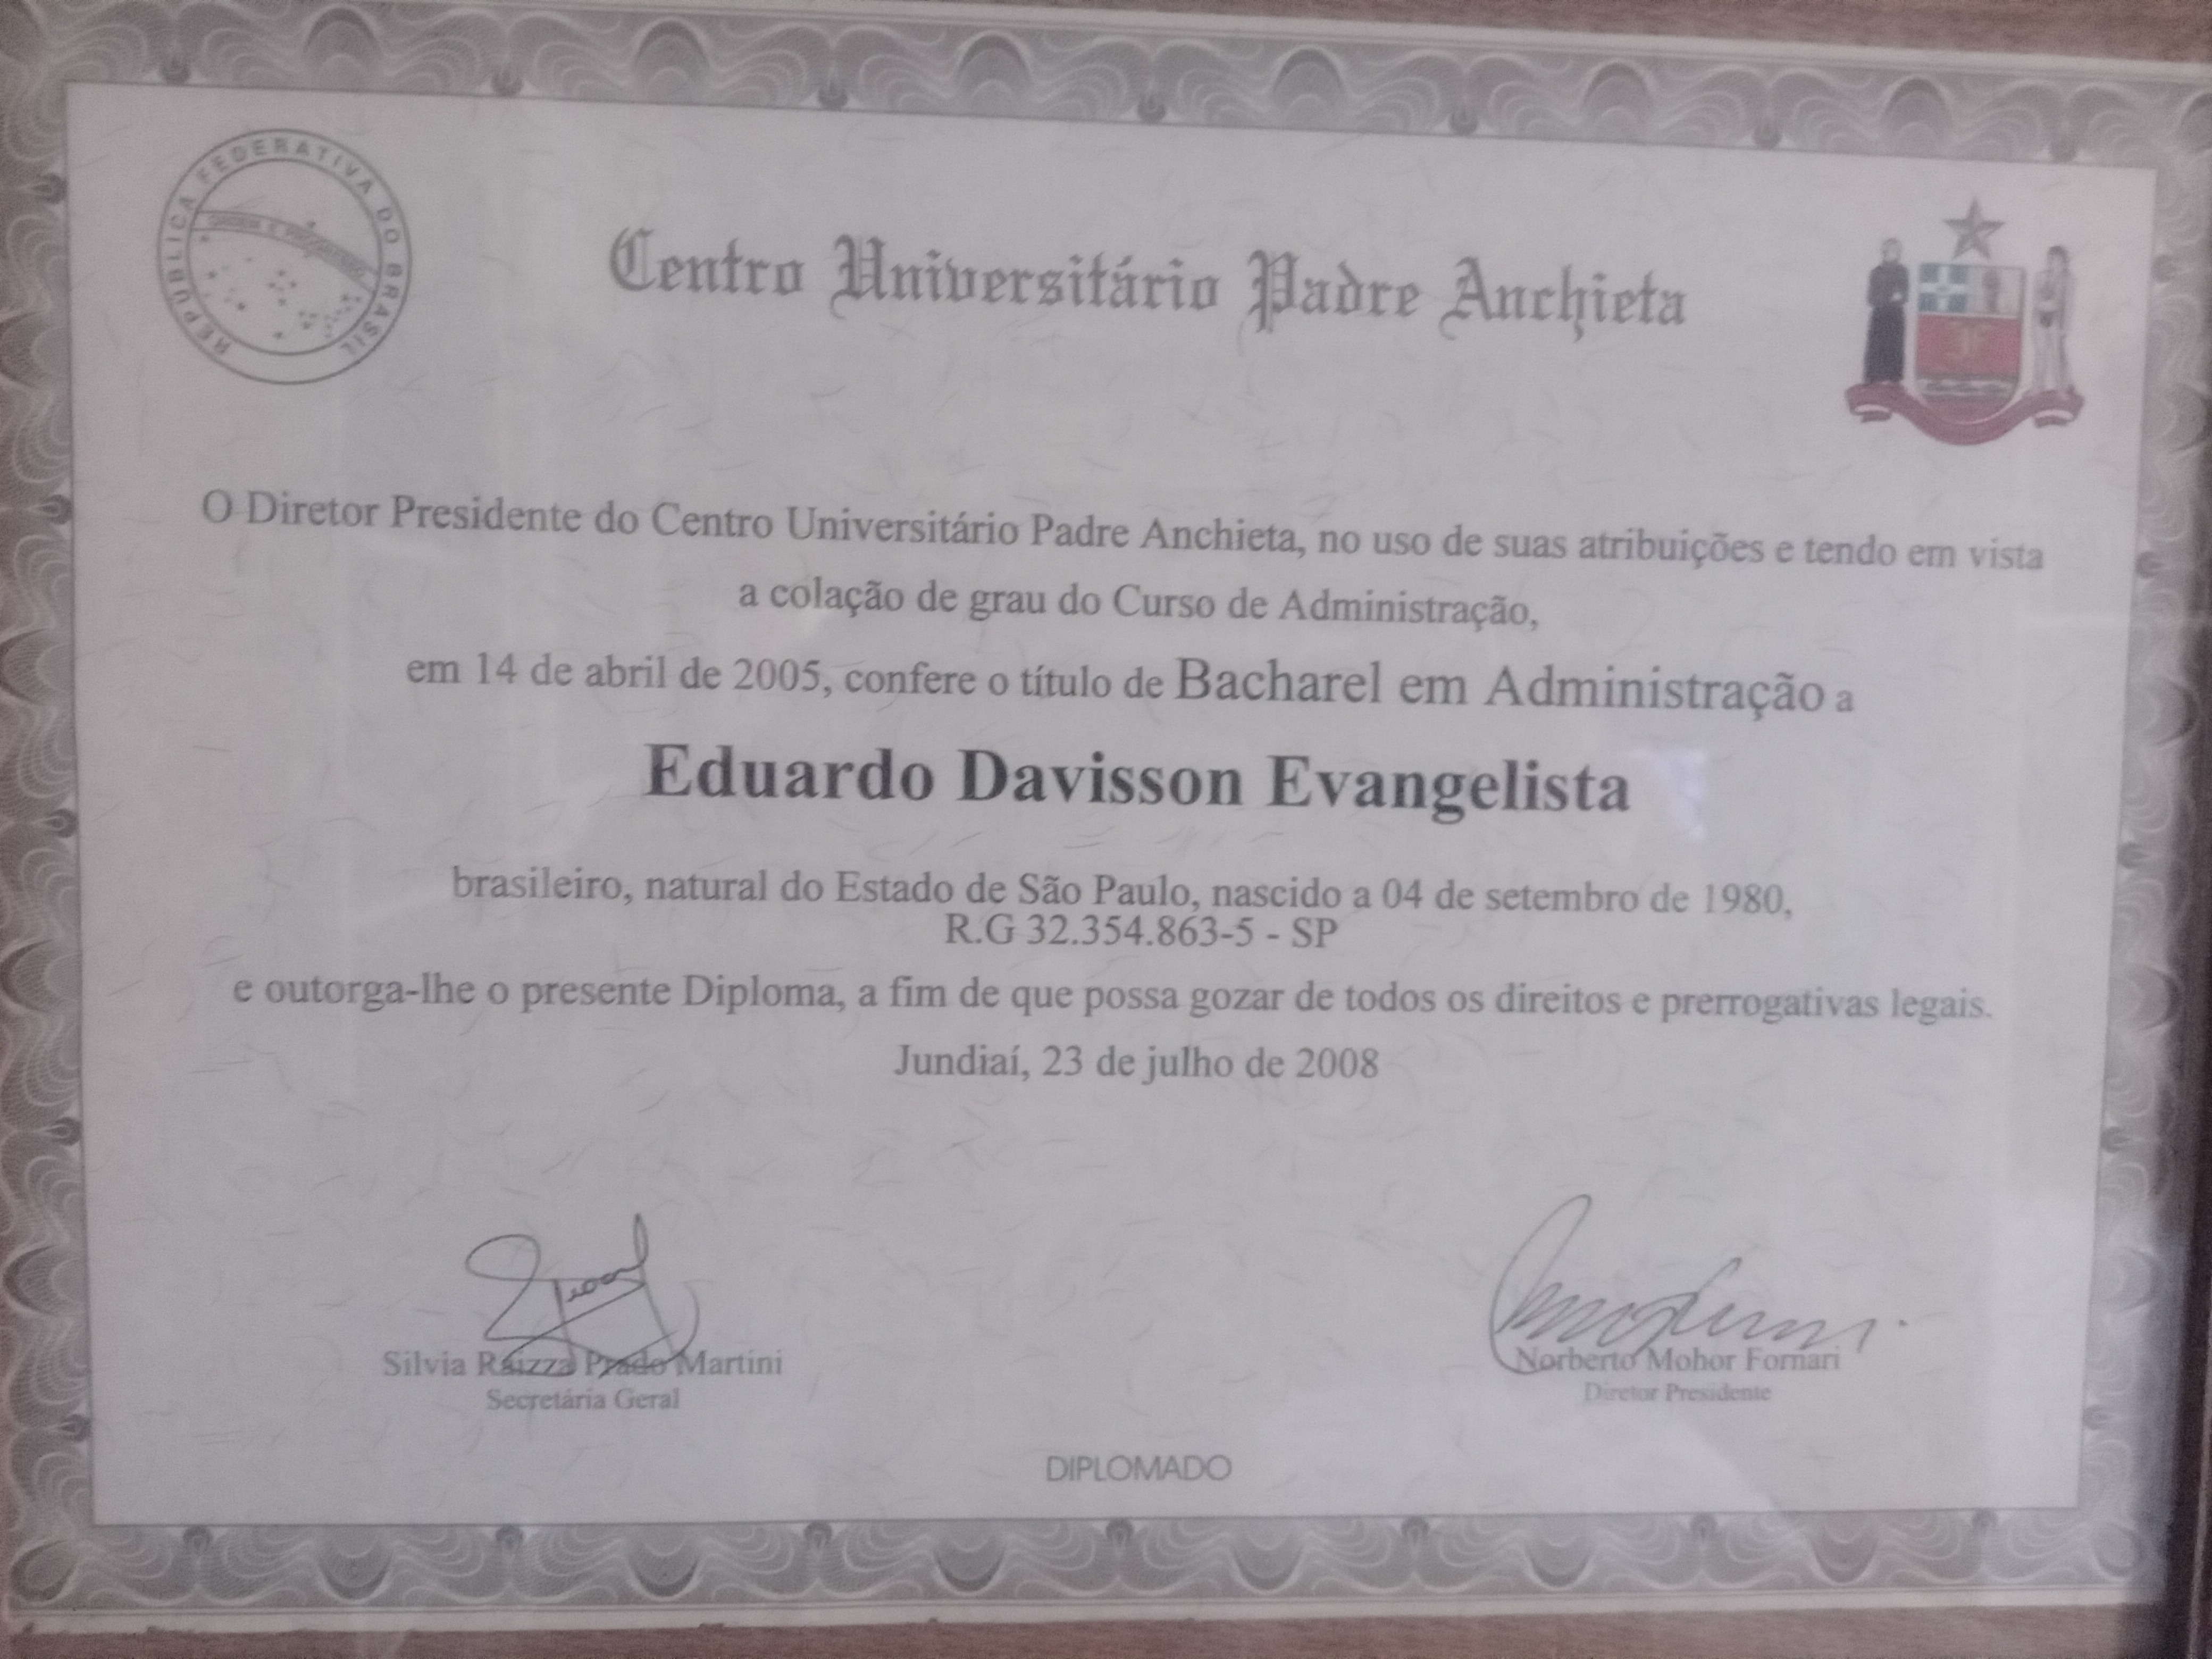 REPÚBLICA FEDERATIVA DO BRASIL
ORDEM E PROGRESSO
Centro Universitário Padre Anchieta
O Diretor Presidente do Centro Universitário Padre Anchieta, no uso de suas atribuições e tendo em vista
a colação de grau do Curso de Administração,
em 14 de abril de 2005, confere o título de Bacharel em Administração a
Eduardo Davisson Evangelista
brasileiro, natural do Estado de São Paulo, nascido a 04 de setembro de 1980,
R.G 32.354.863-5 - SP
e outorga-lhe o presente Diploma, a fim de que possa gozar de todos os direitos e prerrogativas legais.
Jundiaí, 23 de julho de 2008
Silvia Raizza Prado Martini
Secretária Geral
Norberto Mohor Fornari
Diretor Presidente
DIPLOMADO